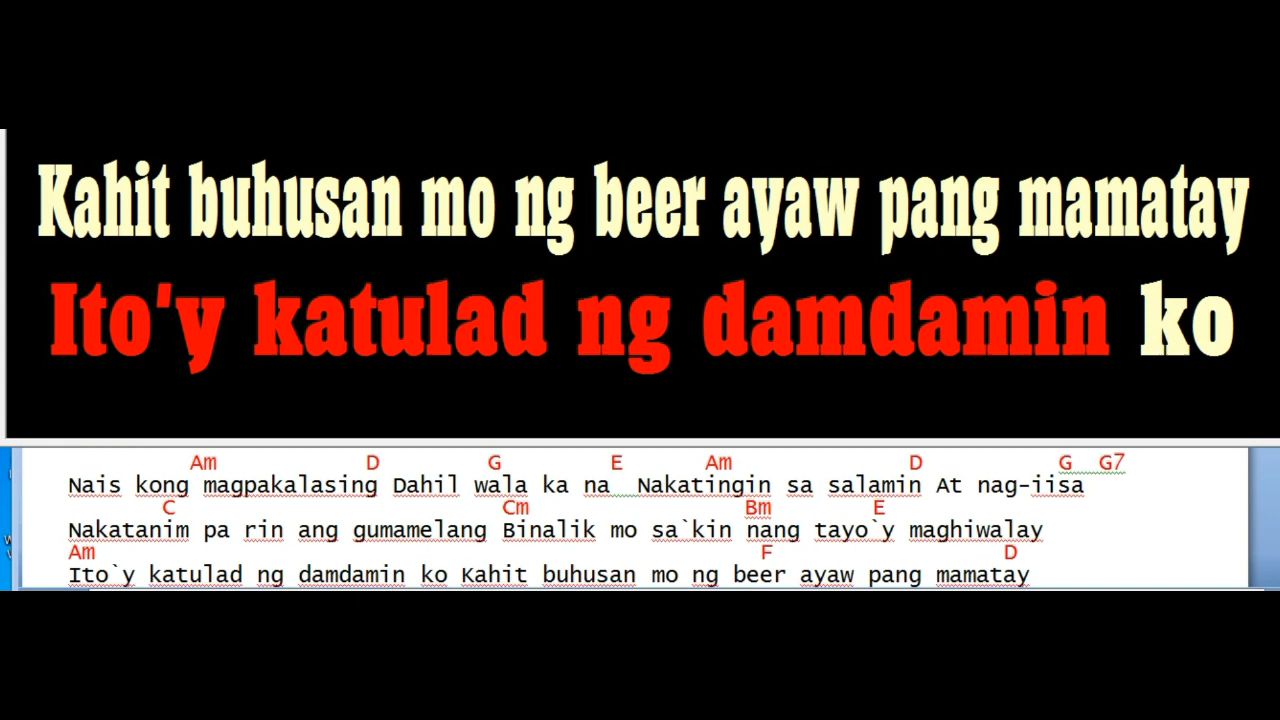 Kahit buhusan mo ng beer ayaw pang mamatay
Ito'y katulad ng damdamin ko
Am D G E Am D G G7
Nais kong magpakalasing Dahil wala ka na Nakatingin sa salamin At nag-iisa
C Cm Bm E
Nakatanim pa rin ang gumamelang Binalik mo sa`kin nang tayo`y maghiwalay
Am F D
Ito`y katulad ng damdamin ko Kahit buhusan mo ng beer ayaw pang mamatay